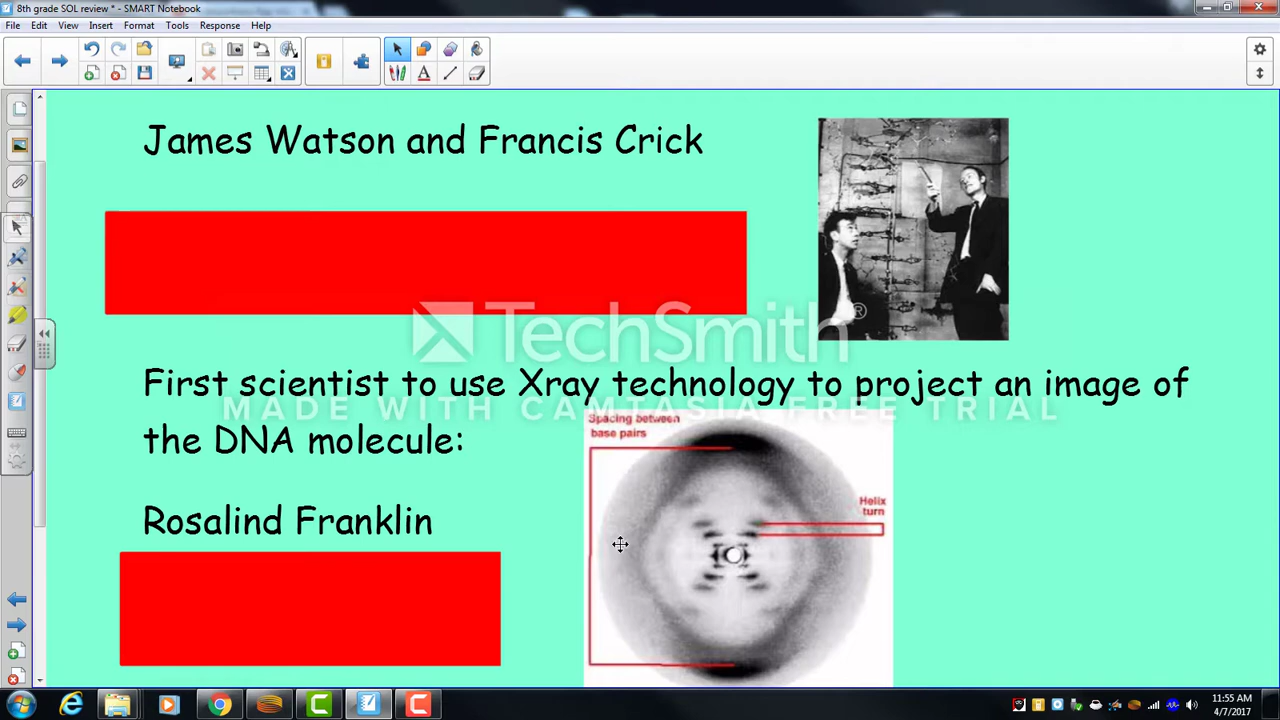 8th grade SOL review * - SMART Notebook
File Edit View Insert Format Tools Response Help
James Watson and Francis Crick
TechSmith®
First scientist to use Xray technology to project an image of
MADE WITH CAMTASIA FREE TRIAL
the DNA molecule:
Spacing between
base pairs
Helix
turn
Rosalind Franklin
11:55 AM
4/7/2017